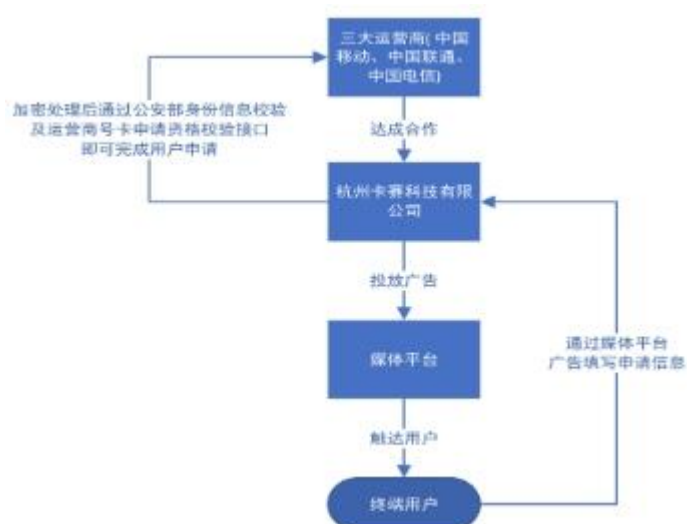 三大运营商(中国
移动、中国联通、
中国电信)
加密处理后通过公安部身份信息校验
及运营商号卡申请资格校验接口
即可完成用户申请
达成合作
杭州卡赛科技有限
公司
投放广告
通过媒体平台
广告填写申请信息
媒体平台
触达用户
终端用户